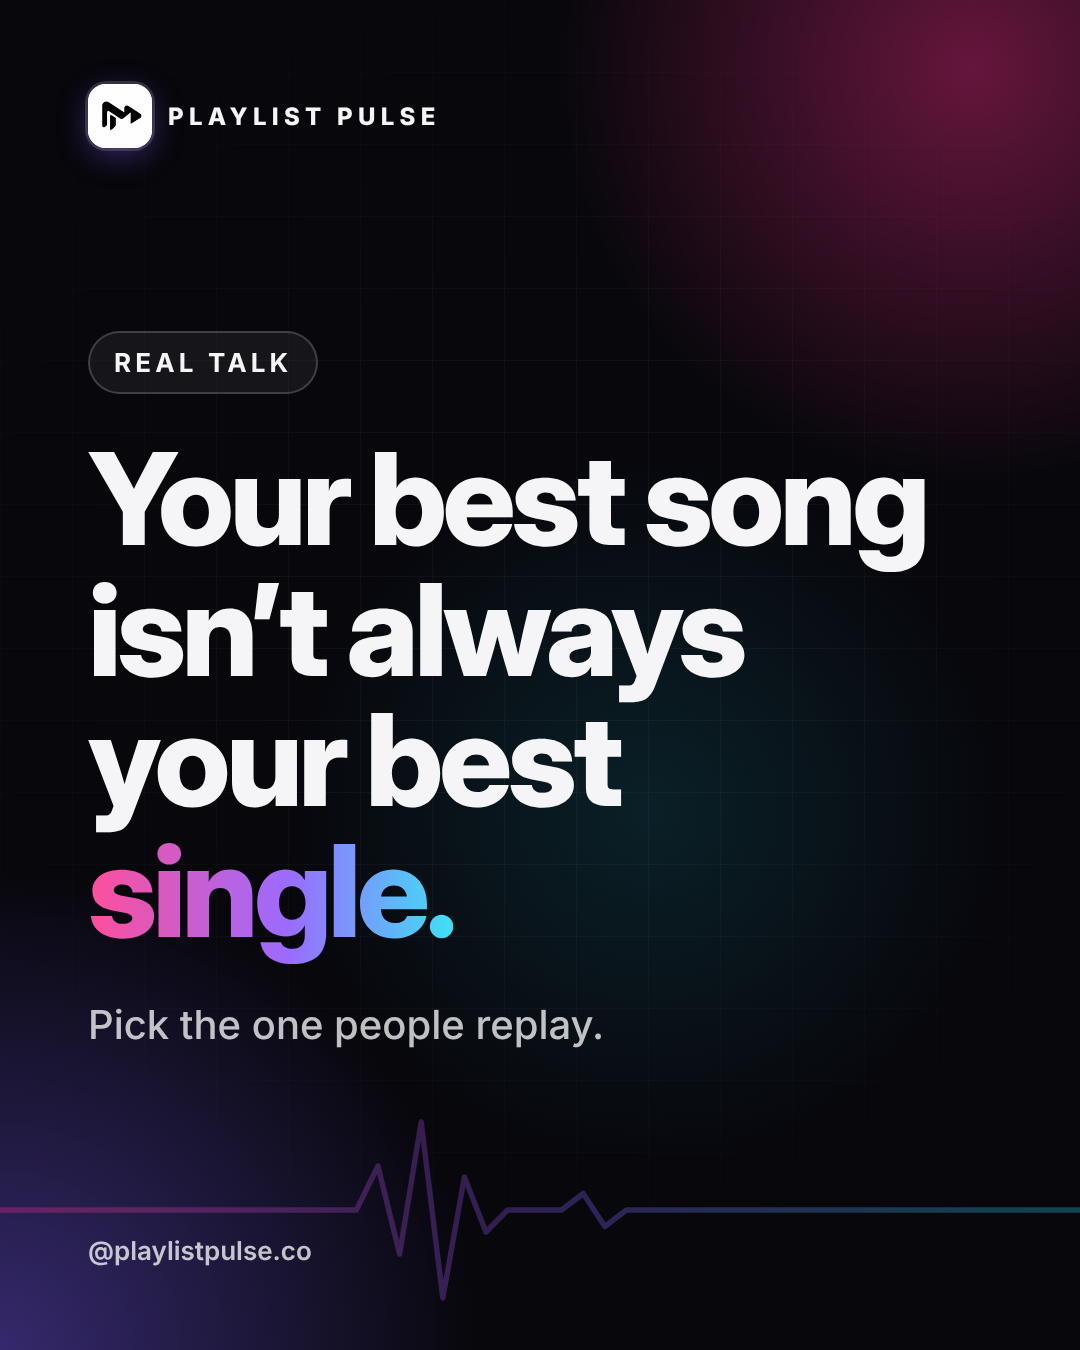 PLAYLIST PULSE
REAL TALK
Your best song
isn’t always
your best
single.
Pick the one people replay.
@playlistpulse.co